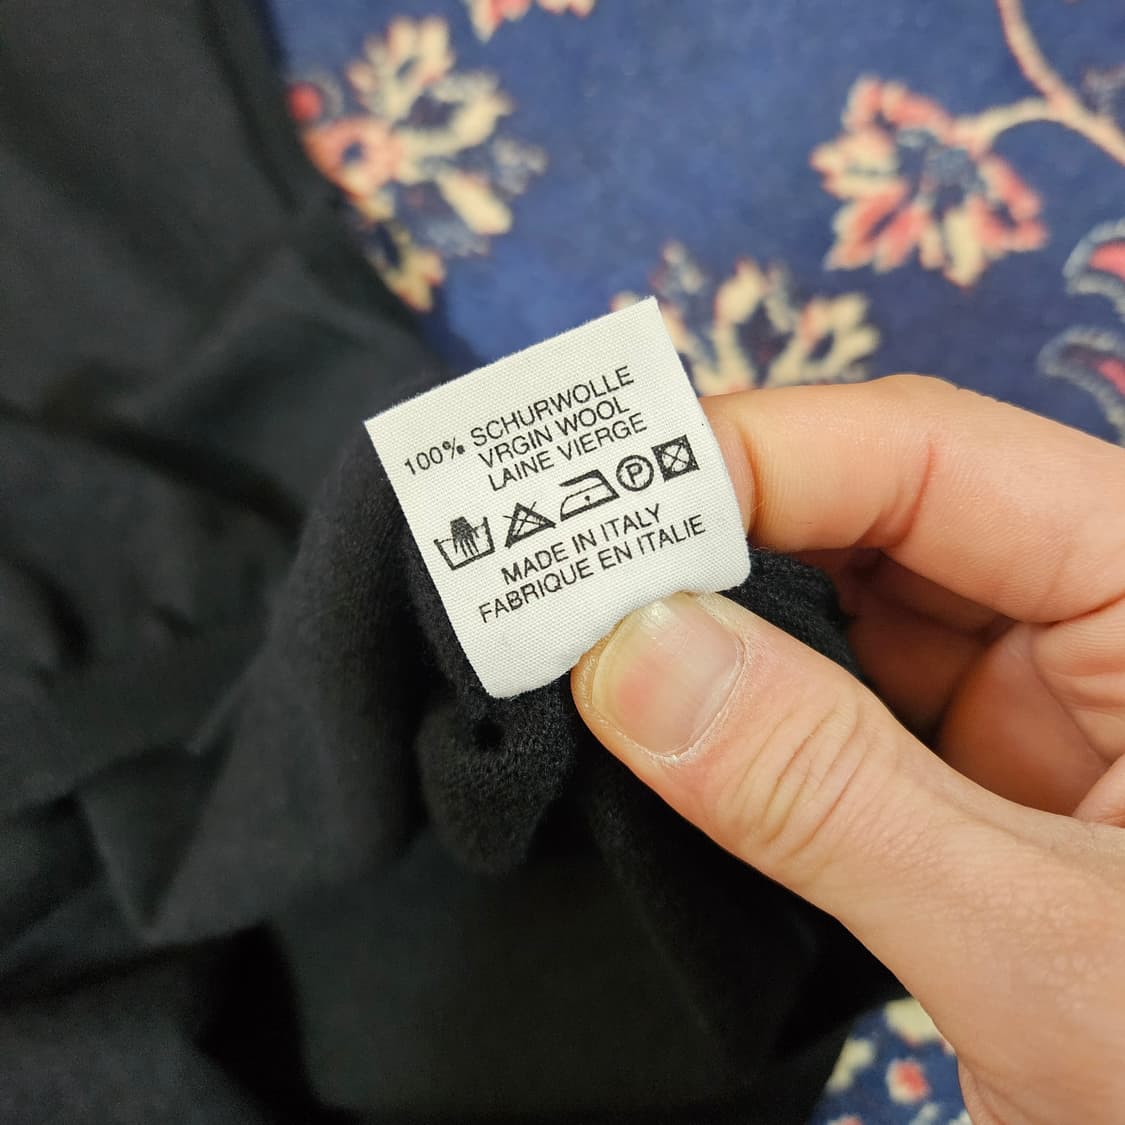 100% SCHURWOLLE
VRGIN WOOL
LAINE VIERGE
P
MADE IN ITALY
FABRIQUE EN ITALIE